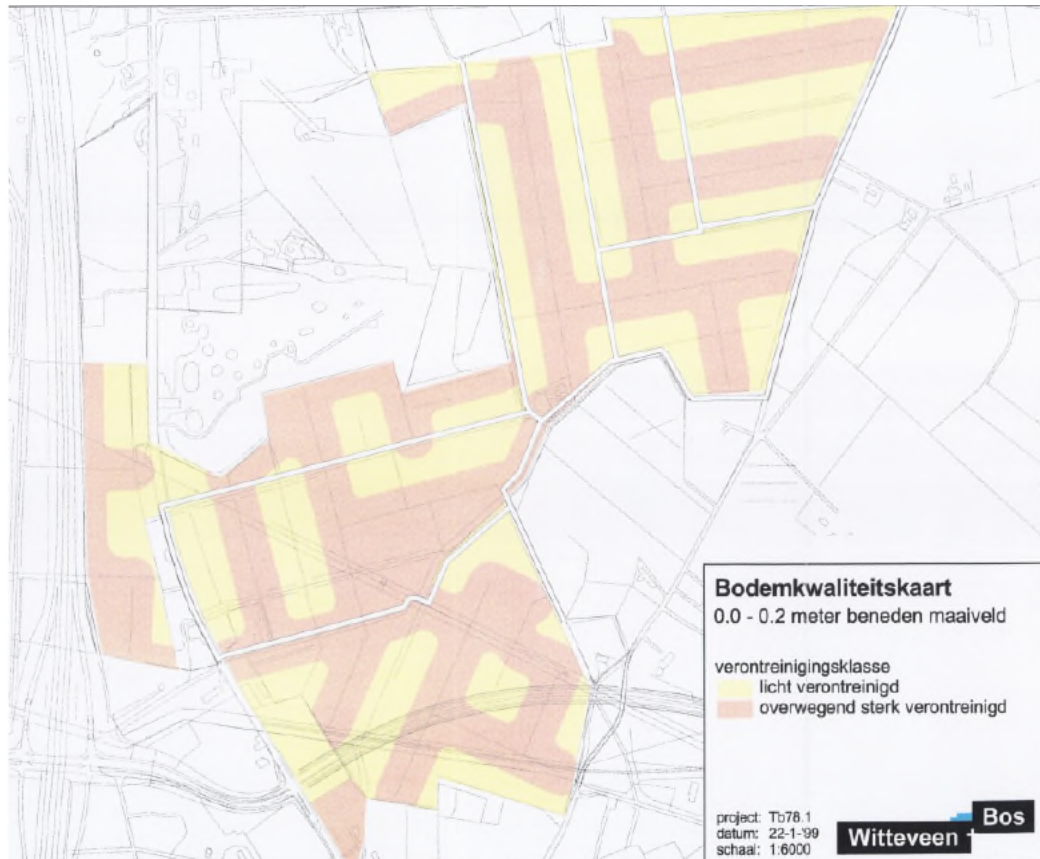 Bodemkwaliteitskaart
0.0 - 0.2 meter beneden maaiveld
verontreinigingsklasse
licht verontreinigd
overwegend sterk verontreinigd
project: Tb78.1
datum: 22-1-'99
schaal: 1:6000
Witteveen + Bos